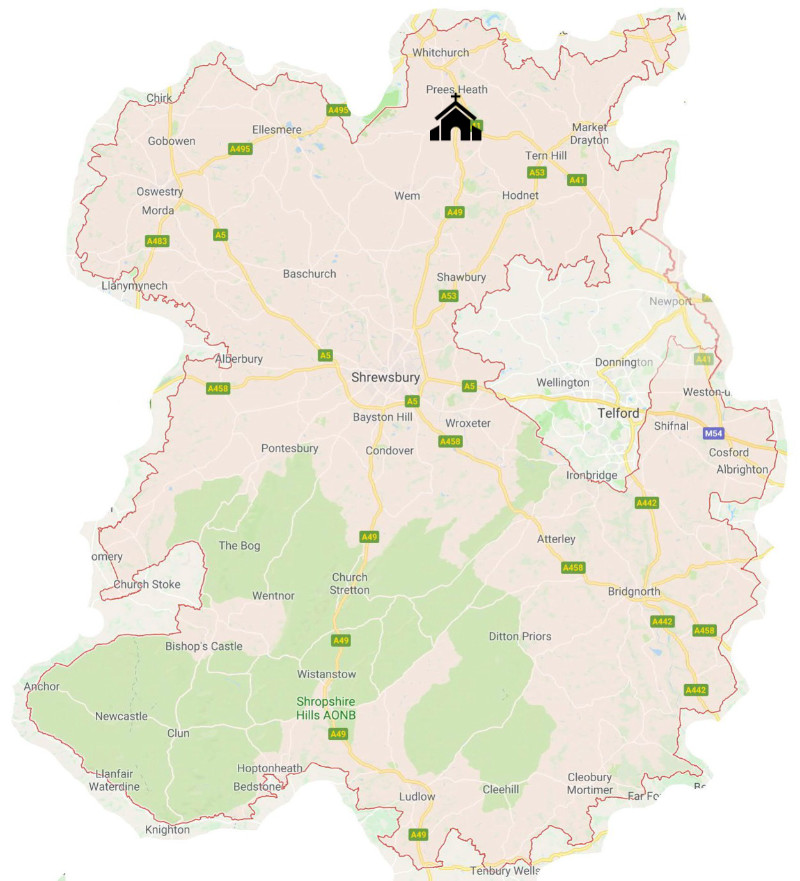 M
Whitchurch
Prees Heath
Chirk
A495
Ellesmere
Gobowen
A495
Market
Drayton
Tern Hill
A53
A41
Oswestry
Wem
Hodnet
Morda
A49
A5
A483
Baschurch
Shawbury
Llanymynech
A53
Newport
Alberbury
A5
Donnington
A41
Shrewsbury
Wellington
A458
A5
Weston-u
A5
Bayston Hill
Wroxeter
Telford
Shifnal
M54
A458
Pontesbury
Condover
Cosford
Albrighton
Ironbridge
A442
A49
Atterley
The Bog
omery
A458
Church Stoke
Church
Stretton
Wentnor
Bridgnorth
A442
A458
Ditton Priors
A49
Bishop's Castle
Wistanstow
Anchor
A442
Shropshire
Hills AONB
Newcastle
Clun
A49
Hoptonheath
Llanfair
Waterdine
Bedstone
Cleobury
Mortimer
Cleehill
Ludlow
Far Fo
Knighton
A49
Tenbury Wells